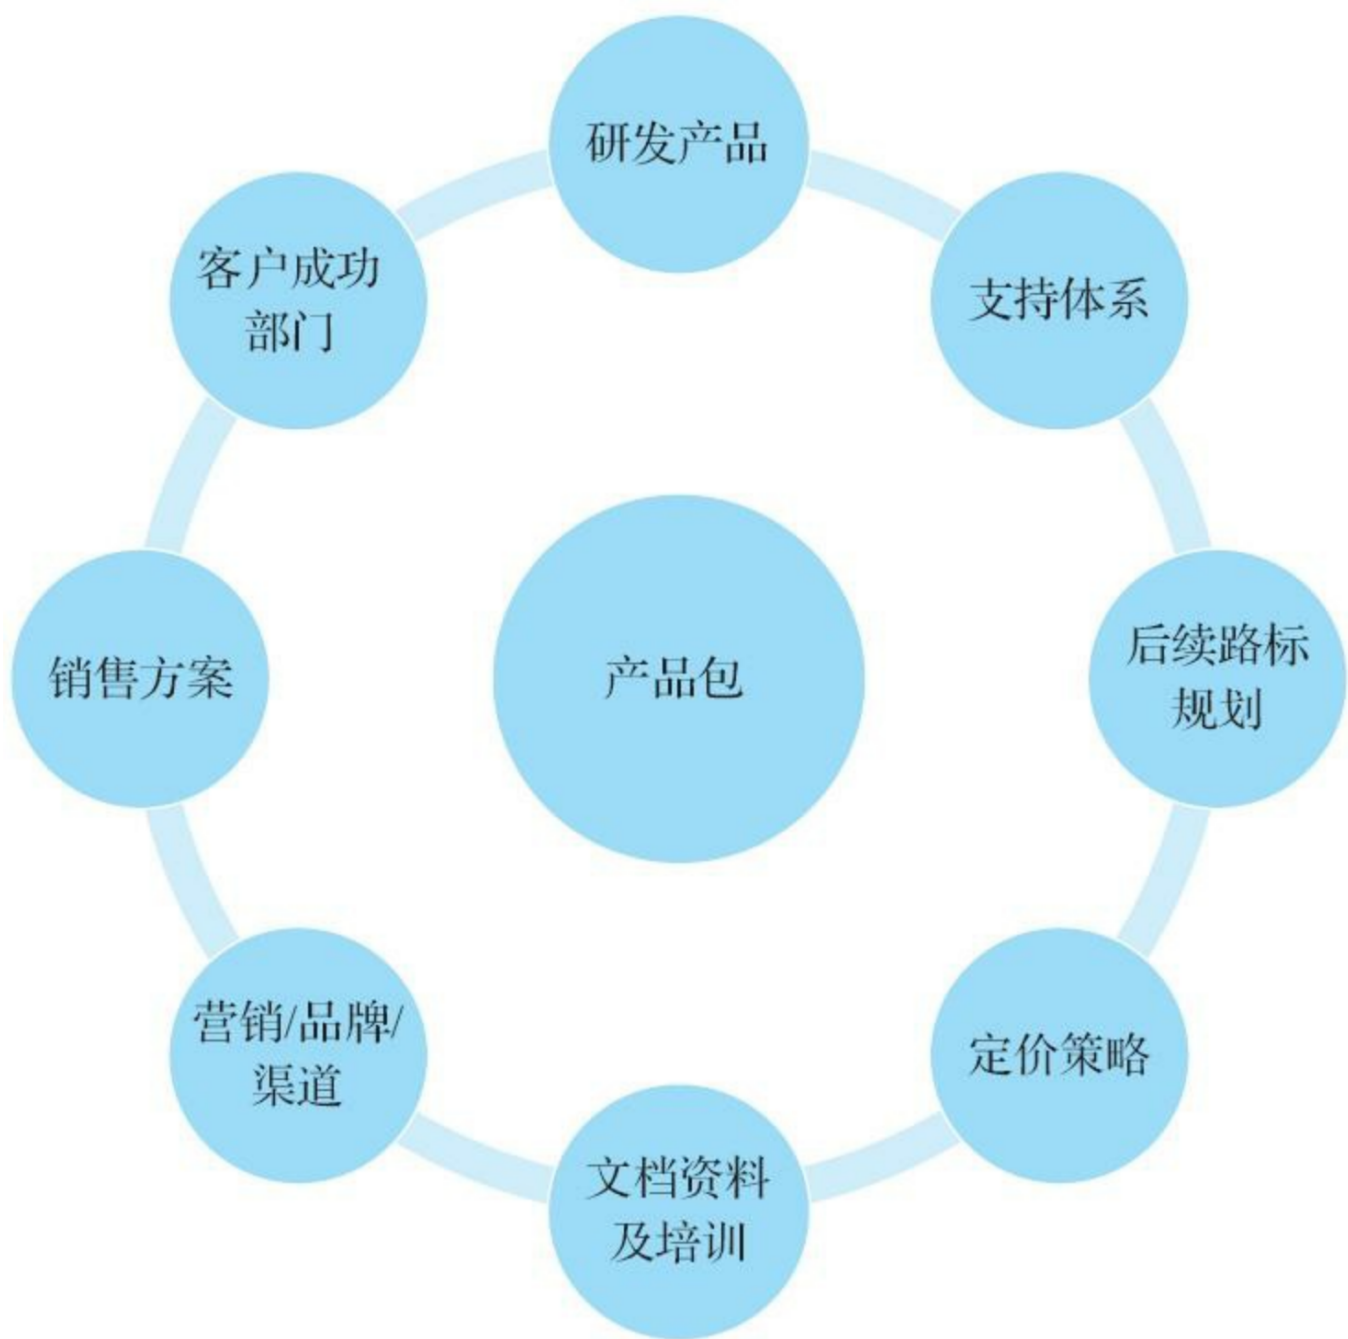 研发产品
支持体系
后续路标
规划
定价策略
文档资料
及培训
营销/品牌/
渠道
销售方案
客户成功
部门
产品包